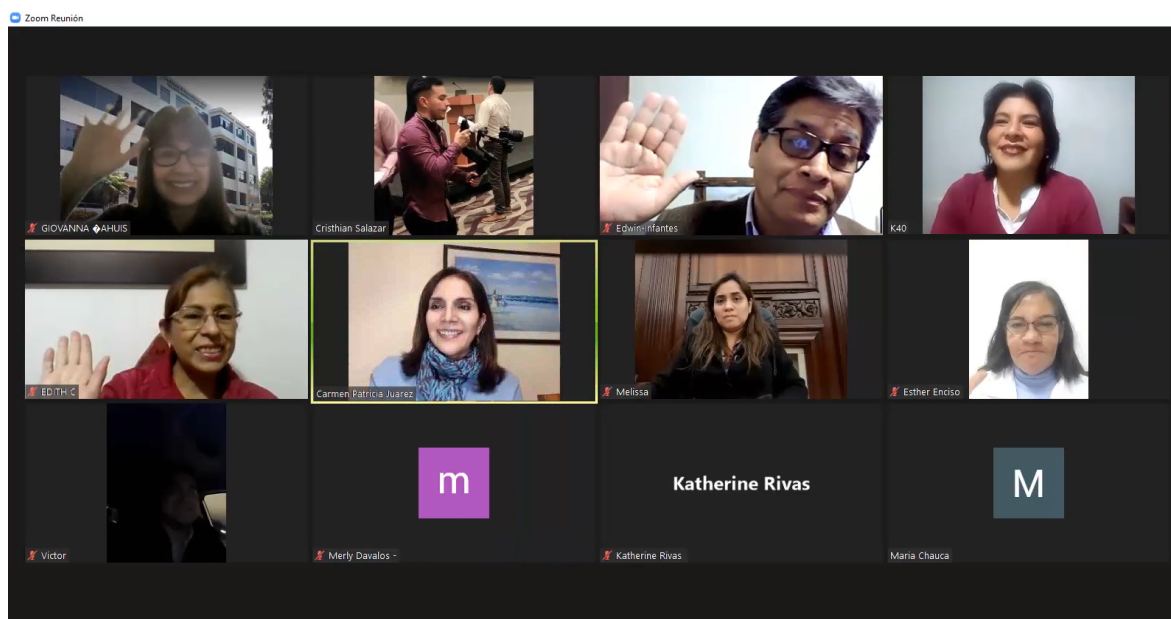 Zoom Reunión
GIOVANNA �AHUIS
Cristhian Salazar
Edwin-Infantes
K40
EDITH C
Carmen Patricia Juarez
Melissa
Esther Enciso
m
Katherine Rivas
M
Victor
Merly Davalos -
Katherine Rivas
Maria Chauca